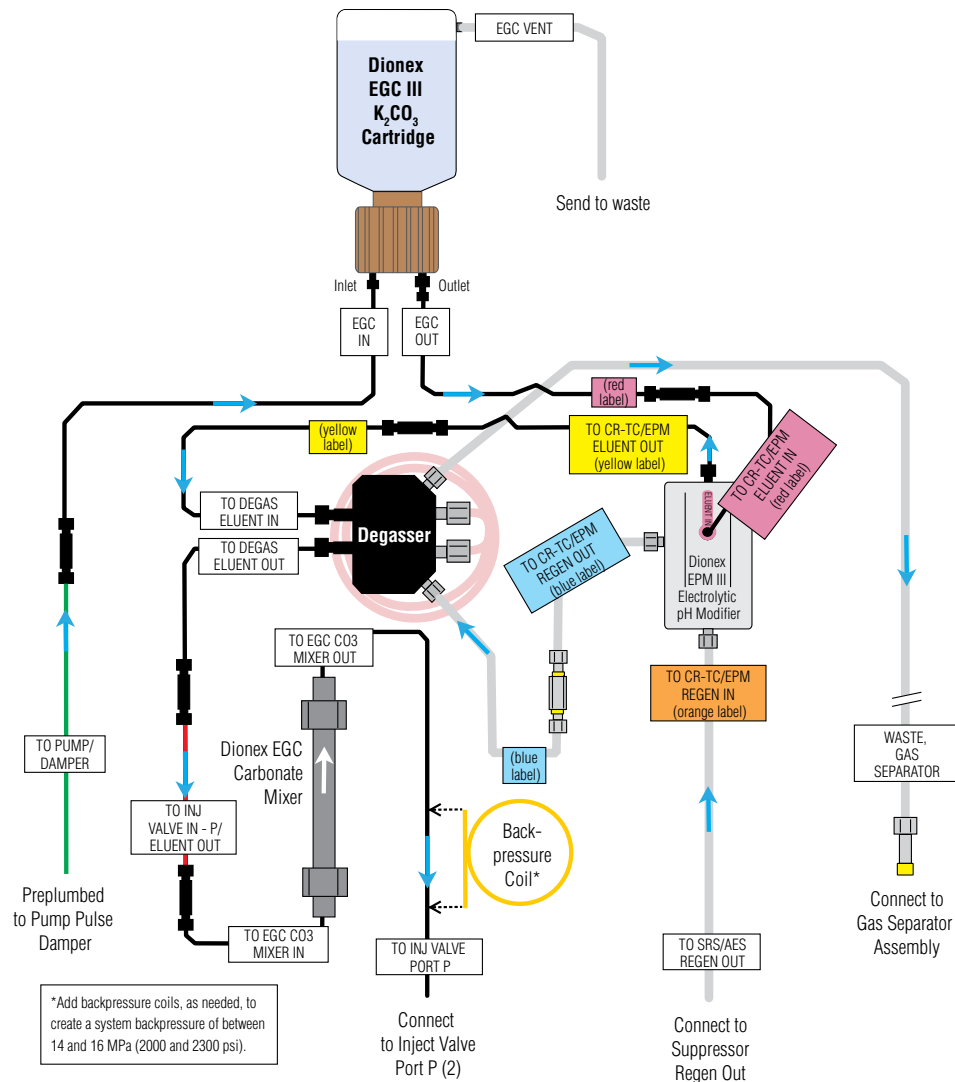 EGC VENT
Dionex
EGC III
K₂CO₃
Cartridge
Send to waste
Inlet
Outlet
EGC
IN
EGC
OUT
(red
label)
(yellow
label)
TO CR-TC/EPM
ELUENT OUT
(yellow label)
TO CR-TC/EPM
ELUENT IN
(red label)
TO DEGAS
ELUENT IN
Degasser
TO DEGAS
ELUENT OUT
TO CR-TC/EPM
REGEN OUT
(blue label)
ELUENT IN
Dionex
EPM III
Electrolytic
pH Modifier
TO EGC CO3
MIXER OUT
TO CR-TC/EPM
REGEN IN
(orange label)
TO PUMP/
DAMPER
Dionex EGC
Carbonate
Mixer
(blue
label)
WASTE,
GAS
SEPARATOR
TO INJ
VALVE IN - P/
ELUENT OUT
Back-
pressure
Coil*
Preplumbed
to Pump Pulse
Damper
Connect to
Gas Separator
Assembly
TO EGC CO3
MIXER IN
TO INJ VALVE
PORT P
TO SRS/AES
REGEN OUT
*Add backpressure coils, as needed, to
create a system backpressure of between
14 and 16 MPa (2000 and 2300 psi).
Connect
to Inject Valve
Port P (2)
Connect to
Suppressor
Regen Out